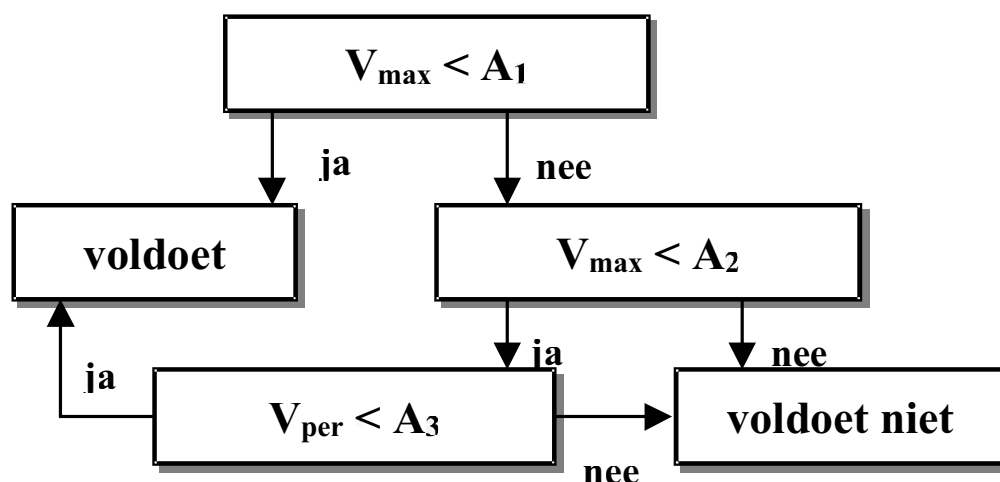 Vmax < A1
ja
nee
voldoet
Vmax < A2
ja
nee
ja
Vper < A3
voldoet niet
nee